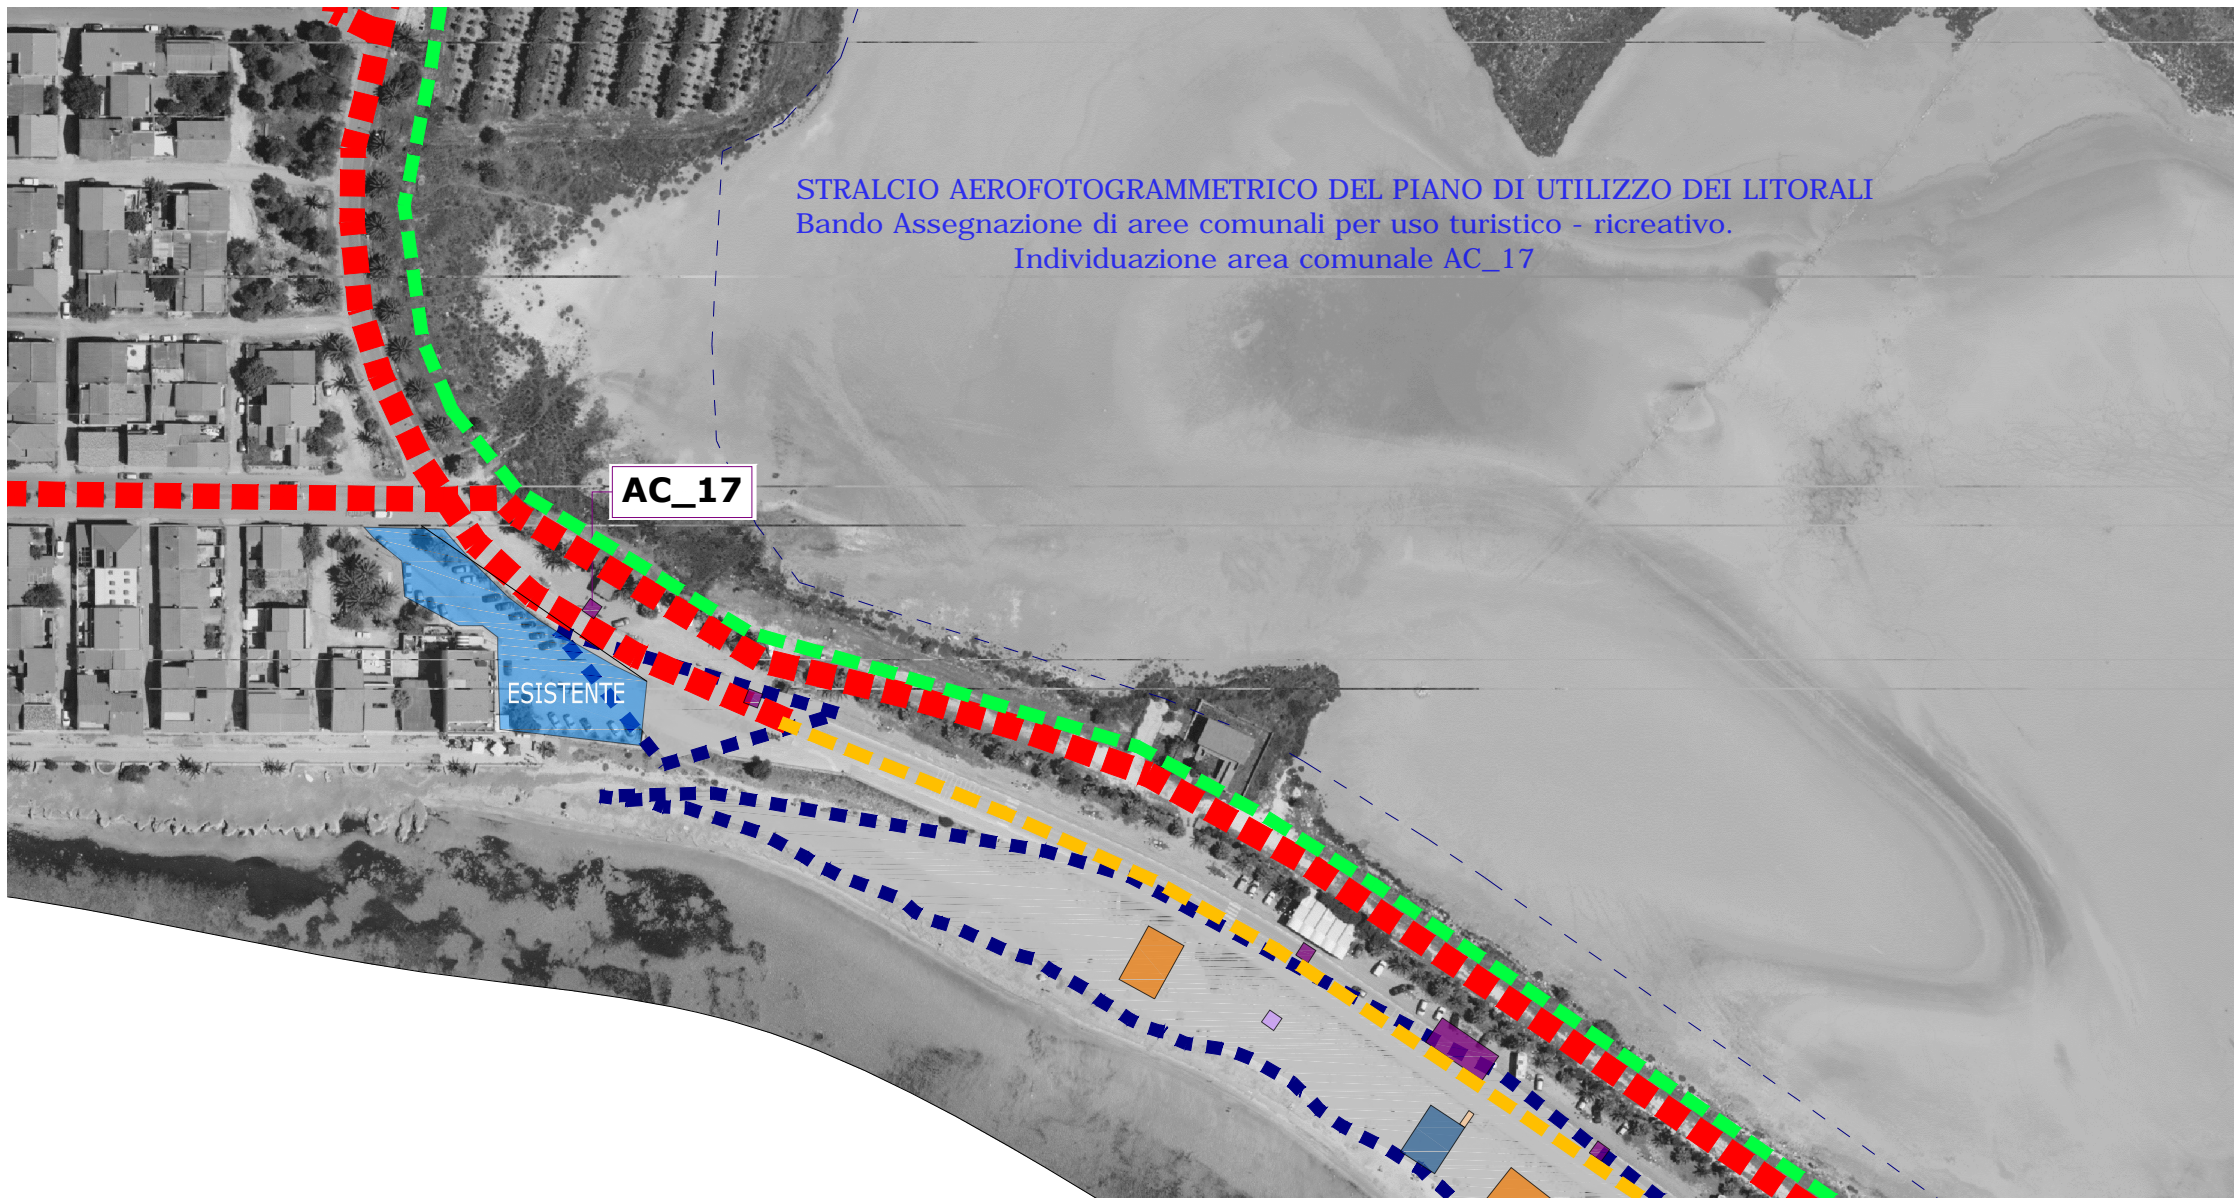 STRALCIO AEROFOTOGRAMMETRICO DEL PIANO DI UTILIZZO DEI LITORALI
Bando Assegnazione di aree comunali per uso turistico - ricreativo.
Individuazione area comunale AC_17
AC_17
ESISTENTE